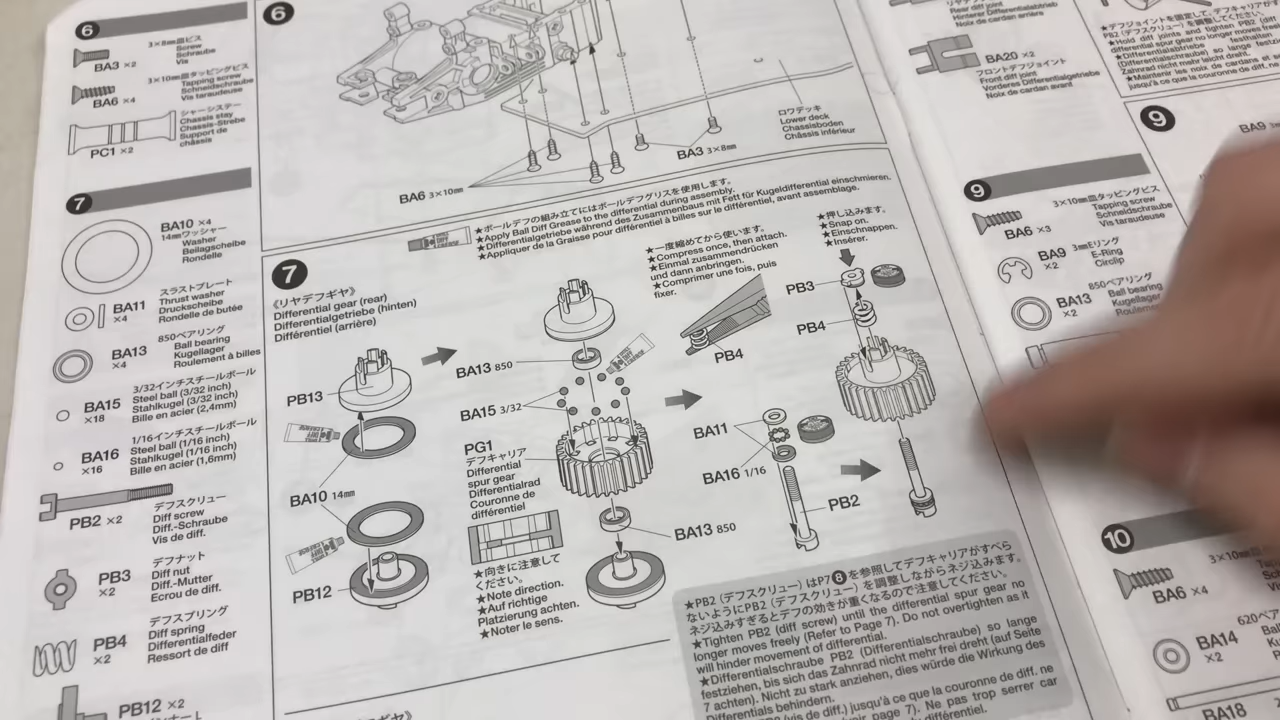 6
3×8mm皿ビス
Screw
Schraube
Vis
BA3 ×2
3×10mm皿タッピングビス
Tapping screw
Schneidschraube
Vis taraudeuse
BA6 ×4
シャーシステー
Chassis stay
Chassis-Strebe
Support de
châssis
PC1 ×2
7
BA10 ×4
14mmワッシャー
Washer
Beilagscheibe
Rondelle
スラストプレート
Thrust washer
Druckscheibe
Rondelle de butée
BA11
×4
850ベアリング
Ball bearing
Kugellager
Roulement à billes
BA13
×4
3/32インチスチールボール
Steel ball (3/32 inch)
Stahlkugel (3/32 inch)
Bille en acier (2,4mm)
BA15
×18
1/16インチスチールボール
Steel ball (1/16 inch)
Stahlkugel (1/16 inch)
Bille en acier (1,6mm)
BA16
×16
デフスクリュー
Diff screw
Diff.-Schraube
Vis de diff.
PB2 ×2
デフナット
Diff nut
Diff.-Mutter
Ecrou de diff.
PB3
×2
デフスプリング
Diff spring
Differentialfeder
Ressort de diff
PB4
×2
PB12 ×2
6
ロワデッキ
Lower deck
Chassisboden
Châssis inférieur
BA3 3×8mm
BA6 3×10mm
★ボールデフの組み立てにはボールデフグリスを使用します。
★Apply Ball Diff Grease to the differential during assembly.
★Differentialgetriebe während des Zusammenbaus mit Fett für Kugeldifferential einschmieren.
★Appliquer de la Graisse pour différentiel à billes sur le différentiel, avant assemblage.
7
《リヤデフギヤ》
Differential gear (rear)
Differentialgetriebe (hinten)
Différentiel (arrière)
PB13
BA10 14mm
PB12
BA13 850
BA15 3/32
PG1
デフキャリア
Differential
spur gear
Differentialrad
Couronne de
différentiel
★向きに注意して
ください。
★Note direction.
★Auf richtige
Platzierung achten.
★Noter le sens.
BA13 850
★一度縮めてから使います。
★Compress once, then attach.
★Einmal zusammendrücken
und dann anbringen.
★Comprimer une fois, puis
fixer.
PB4
★押し込みます。
★Snap on.
★Einschnappen.
★Insérer.
PB3
PB4
BA11
BA16 1/16
PB2
★PB2（デフスクリュー）はP7 8 を参照してデフキャリアがすべら
ないようにPB2（デフスクリュー）を調整しながらネジ込みます。
ネジ込みすぎるとデフの効きが重くなるので注意してください。
★Tighten PB2 (diff screw) until the differential spur gear no
longer moves freely (Refer to Page 7). Do not overtighten as it
will hinder movement of differential.
★Differentialschraube PB2 (Differentialschraube) so lange
festziehen, bis sich das Zahnrad nicht mehr frei dreht (auf Seite
7 achten). Nicht zu stark anziehen, dies würde die Wirkung des
Differentials behindern.
Rear diff joint
Hinterer Differentialabtrieb
Noix de cardan arrière
BA20 ×2
フロントデフジョイント
Front diff joint
Vorderes Differentialgetriebe
Noix de cardan avant
9
3×10mm皿タッピングビス
Tapping screw
Schneidschraube
Vis taraudeuse
BA6 ×3
BA9
×2
3mmEリング
E-Ring
Circlip
850ベアリング
Ball bearing
Kugellager
BA13
×2
9
BA9
10
BA6
×4
BA14
×2
BA18